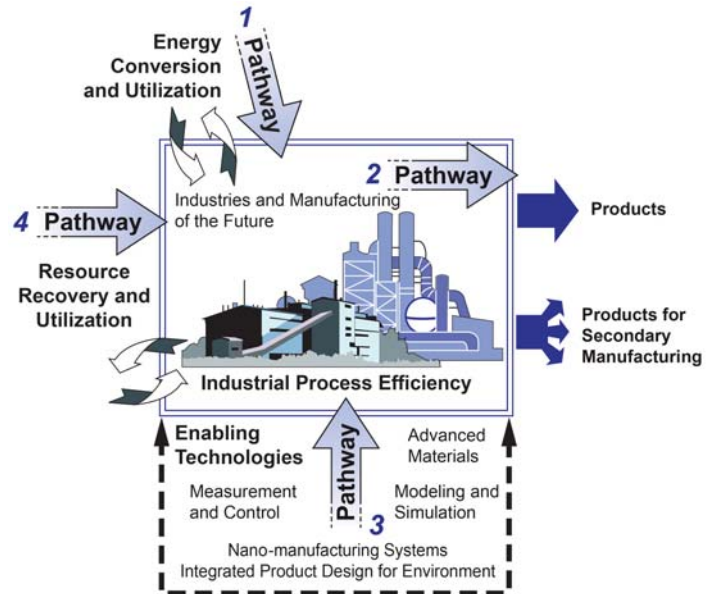 1
Pathway
Energy
Conversion
and Utilization
2
Pathway
Industries and Manufacturing
of the Future
4
Pathway
Products
Resource
Recovery and
Utilization
Products for
Secondary
Manufacturing
Industrial Process Efficiency
Enabling
Technologies
Pathway
3
Advanced
Materials
Measurement
and Control
Modeling and
Simulation
Nano-manufacturing Systems
Integrated Product Design for Environment